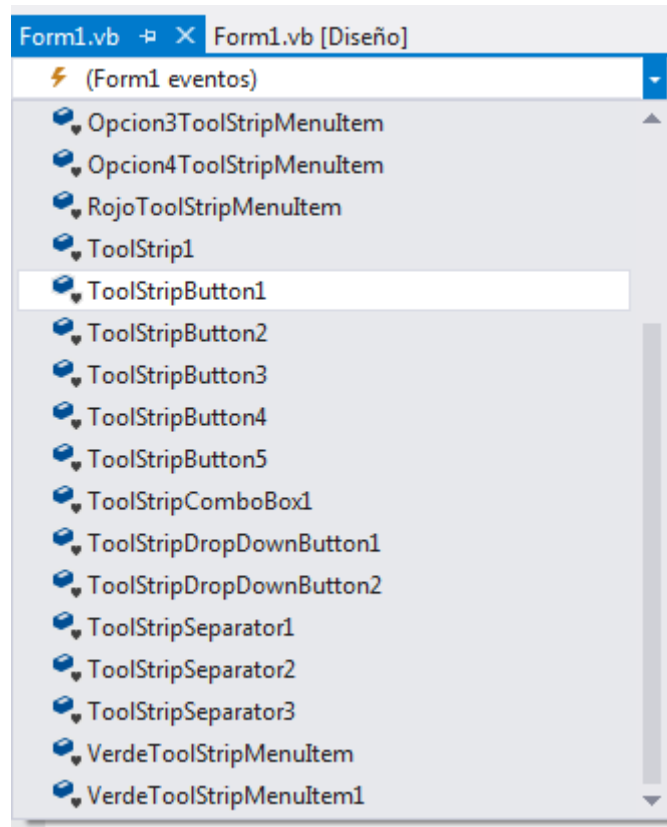 Form1.vb Form1.vb [Diseño]
(Form1 eventos)
Opcion3ToolStripMenuItem
Opcion4ToolStripMenuItem
RojoToolStripMenuItem
ToolStrip1
ToolStripButton1
ToolStripButton2
ToolStripButton3
ToolStripButton4
ToolStripButton5
ToolStripComboBox1
ToolStripDropDownButton1
ToolStripDropDownButton2
ToolStripSeparator1
ToolStripSeparator2
ToolStripSeparator3
VerdeToolStripMenuItem
VerdeToolStripMenuItem1